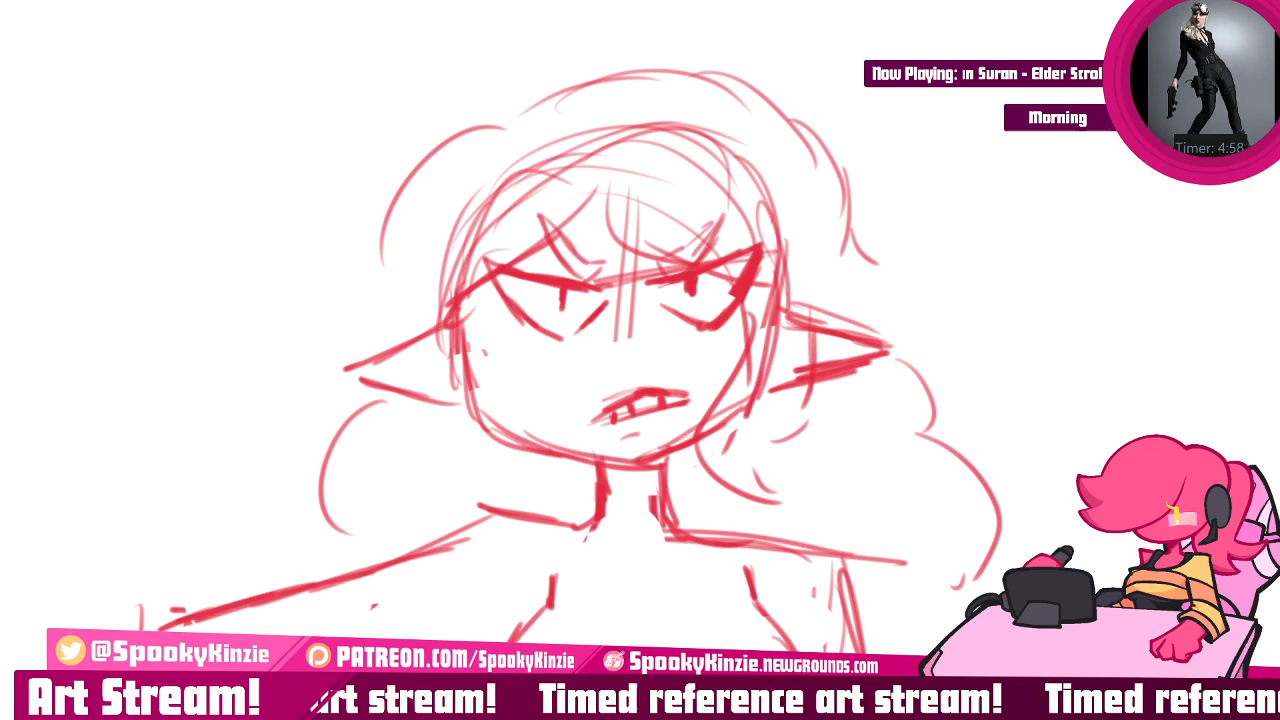 Now Playing: in Suran - Elder Scrol
Morning
Timer: 4:58
@SpookyKinzie
PATREON.COM/SpookyKinzie
SpookyKinzie.NEWGROUNDS.com
Art Stream!
art stream! Timed reference art stream! Timed referen